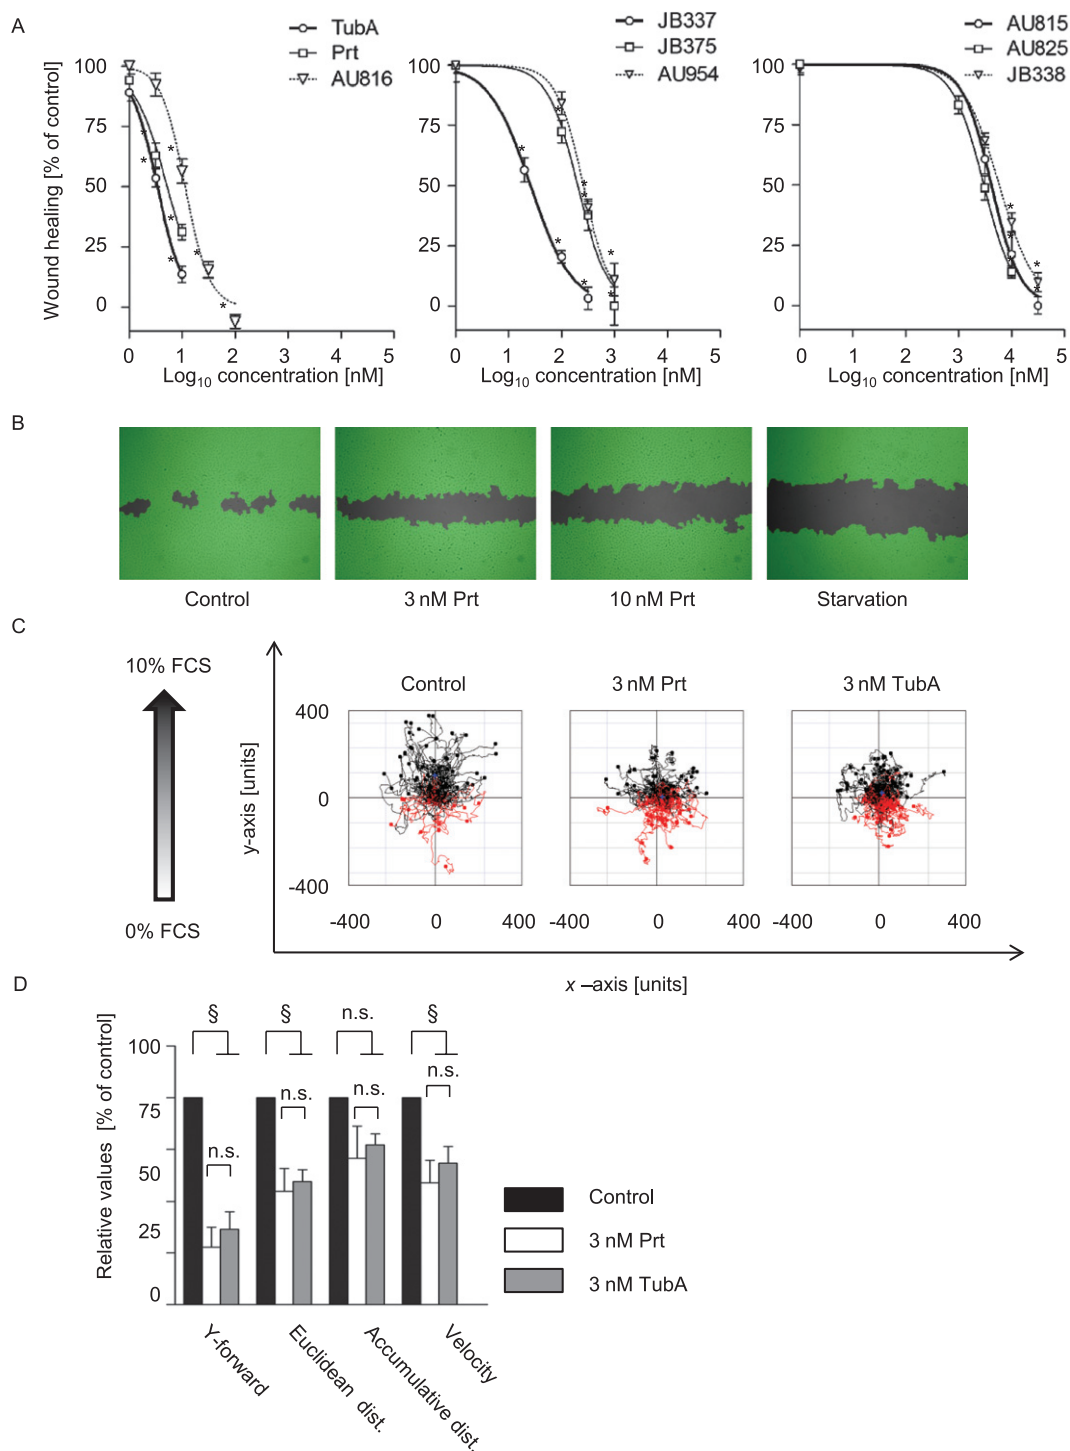 A
TubA
Prt
AU816
JB337
JB375
AU954
AU815
AU825
JB338
Wound healing [% of control]
100
75
50
25
0
0 1 2 3 4 5
Log10 concentration [nM]
100
75
50
25
0
0 1 2 3 4 5
Log10 concentration [nM]
100
75
50
25
0
0 1 2 3 4 5
Log10 concentration [nM]
B
Control
3 nM Prt
10 nM Prt
Starvation
C
10% FCS
0% FCS
Control
3 nM Prt
3 nM TubA
y-axis [units]
400
0
-400
-400 0 400
-400 0 400
-400 0 400
x –axis [units]
D
Relative values [% of control]
100
75
50
25
0
§ § n.s. §
n.s. n.s. n.s. n.s.
Y-forward
Euclidean dist.
Accumulative dist.
Velocity
Control
3 nM Prt
3 nM TubA